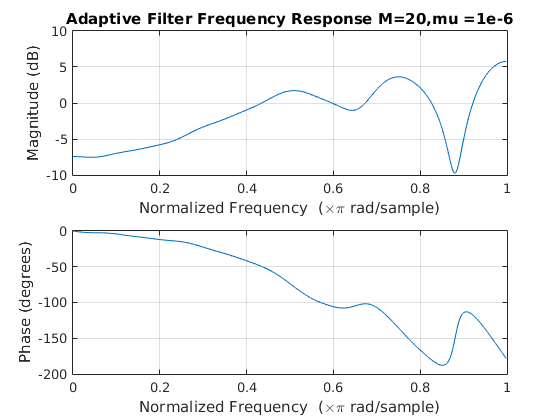 Adaptive Filter Frequency Response M=20,mu =1e-6
10
5
0
-5
-10
Magnitude (dB)
0 0.2 0.4 0.6 0.8 1
Normalized Frequency (×π rad/sample)
0
-50
-100
-150
-200
Phase (degrees)
0 0.2 0.4 0.6 0.8 1
Normalized Frequency (×π rad/sample)